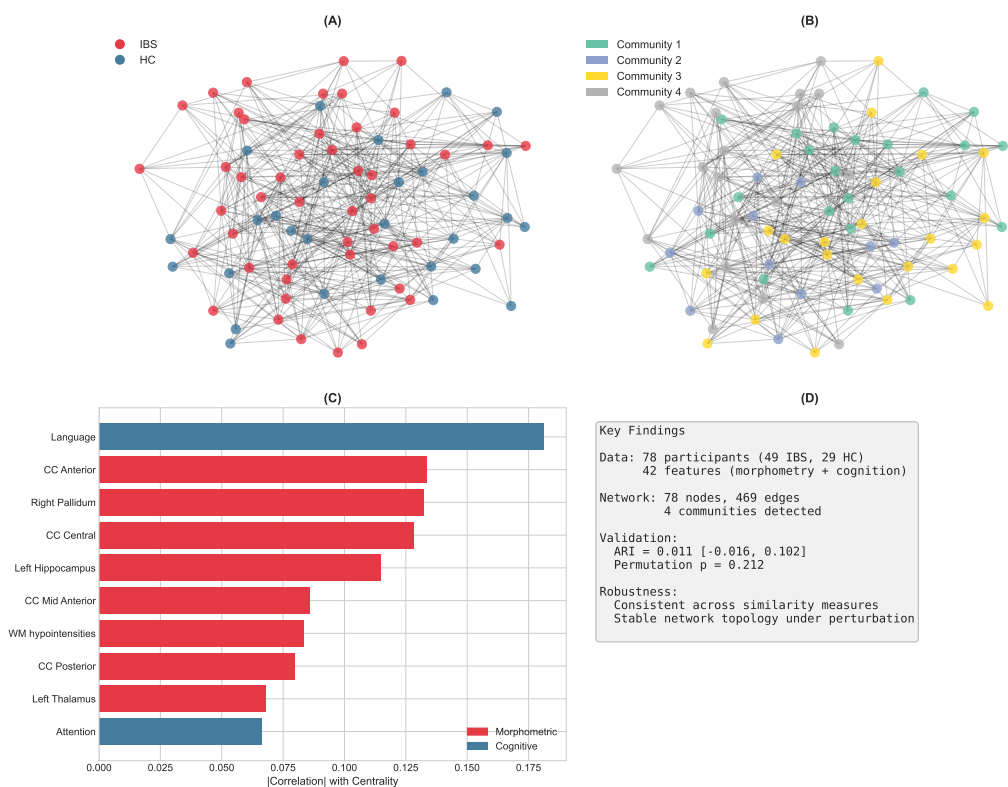 (A)
IBS
HC
(B)
Community 1
Community 2
Community 3
Community 4
(C)
Language
CC Anterior
Right Pallidum
CC Central
Left Hippocampus
CC Mid Anterior
WM hypointensities
CC Posterior
Left Thalamus
Attention
Morphometric
Cognitive
0.000 0.025 0.050 0.075 0.100 0.125 0.150 0.175
|Correlation| with Centrality
(D)
Key Findings
Data: 78 participants (49 IBS, 29 HC)
42 features (morphometry + cognition)
Network: 78 nodes, 469 edges
4 communities detected
Validation:
ARI = 0.011 [-0.016, 0.102]
Permutation p = 0.212
Robustness:
Consistent across similarity measures
Stable network topology under perturbation